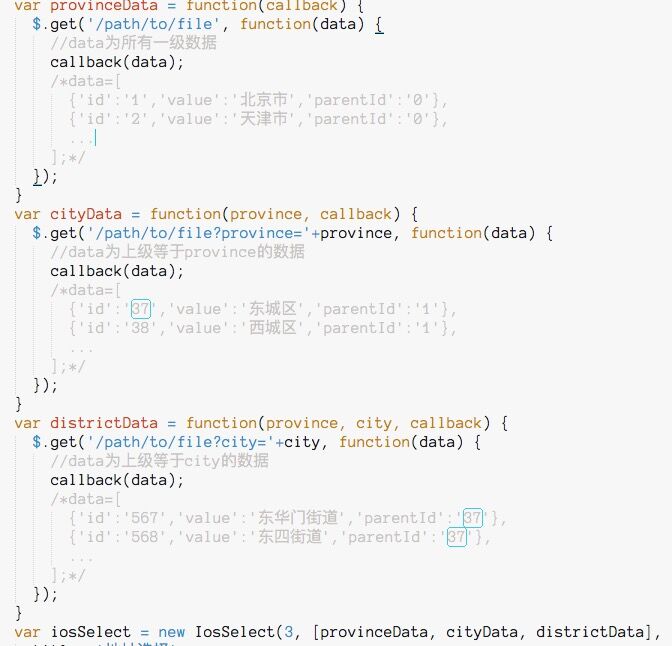 var provinceData = function(callback) {
$.get('/path/to/file', function(data) {
//data为所有一级数据
callback(data);
/*data=[
{'id':'1','value':'北京市','parentId':'0'},
{'id':'2','value':'天津市','parentId':'0'},
...
];*/
});
}
var cityData = function(province, callback) {
$.get('/path/to/file?province='+province, function(data) {
//data为上级等于province的数据
callback(data);
/*data=[
{'id':'37','value':'东城区','parentId':'1'},
{'id':'38','value':'西城区','parentId':'1'},
...
];*/
});
}
var districtData = function(province, city, callback) {
$.get('/path/to/file?city='+city, function(data) {
//data为上级等于city的数据
callback(data);
/*data=[
{'id':'567','value':'东华门街道','parentId':'37'},
{'id':'568','value':'东四街道','parentId':'37'},
...
];*/
});
}
var iosSelect = new IosSelect(3, [provinceData, cityData, districtData],